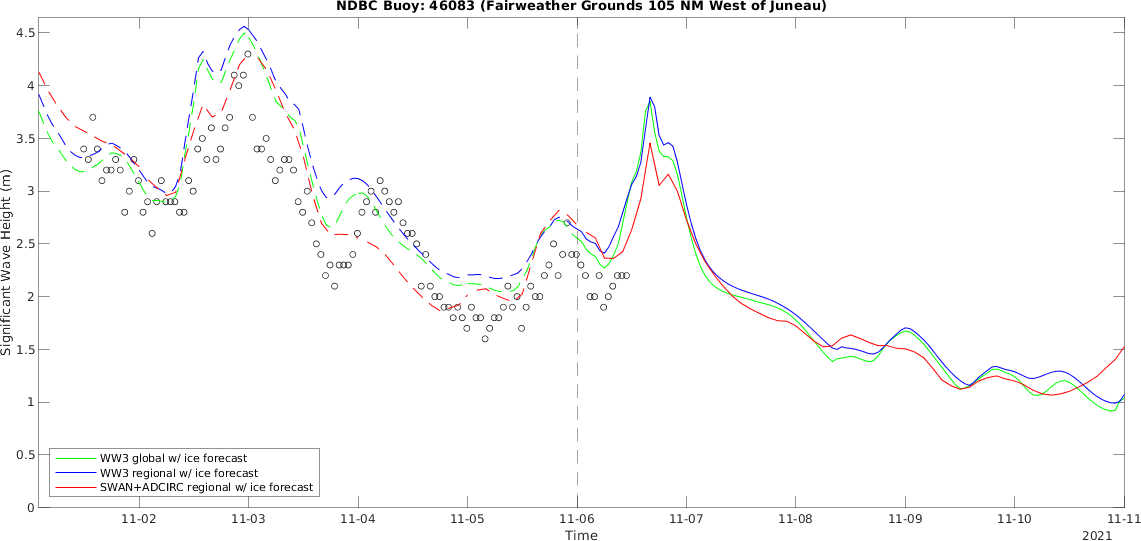 NDBC Buoy: 46083 (Fairweather Grounds 105 NM West of Juneau)
Significant Wave Height (m)
4.5
4
3.5
3
2.5
2
1.5
1
0.5
0
WW3 global w/ ice forecast
WW3 regional w/ ice forecast
SWAN+ADCIRC regional w/ ice forecast
11-02 11-03 11-04 11-05 11-06 11-07 11-08 11-09 11-10 11-11
Time
2021